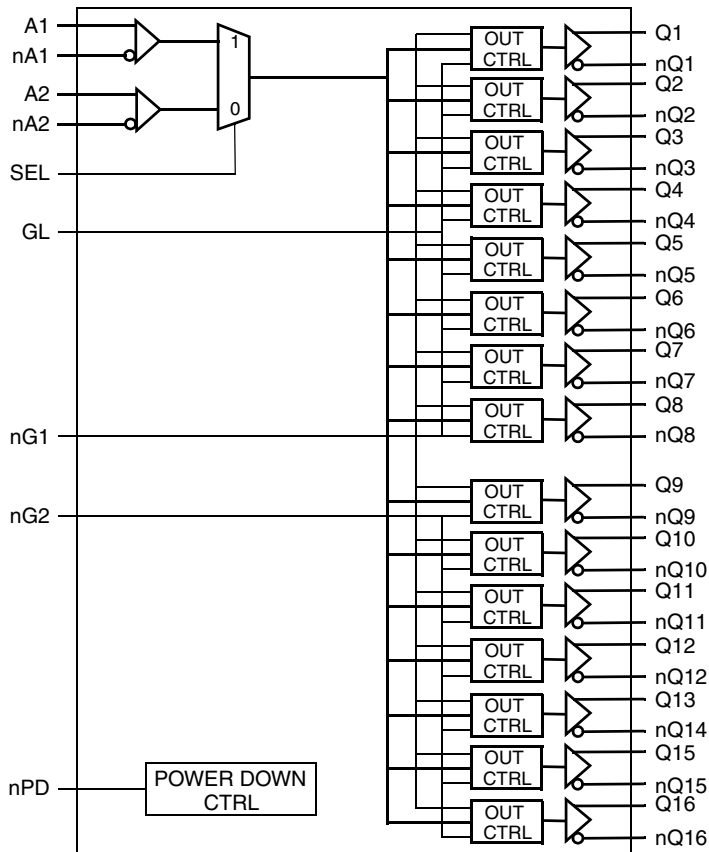 A1
nA1
A2
nA2
SEL
GL
nG1
nG2
nPD
1
0
POWER DOWN
CTRL
OUT
CTRL
Q1
nQ1
OUT
CTRL
Q2
nQ2
OUT
CTRL
Q3
nQ3
OUT
CTRL
Q4
nQ4
OUT
CTRL
Q5
nQ5
OUT
CTRL
Q6
nQ6
OUT
CTRL
Q7
nQ7
OUT
CTRL
Q8
nQ8
OUT
CTRL
Q9
nQ9
OUT
CTRL
Q10
nQ10
OUT
CTRL
Q11
nQ11
OUT
CTRL
Q12
nQ12
OUT
CTRL
Q13
nQ14
OUT
CTRL
Q15
nQ15
OUT
CTRL
Q16
nQ16